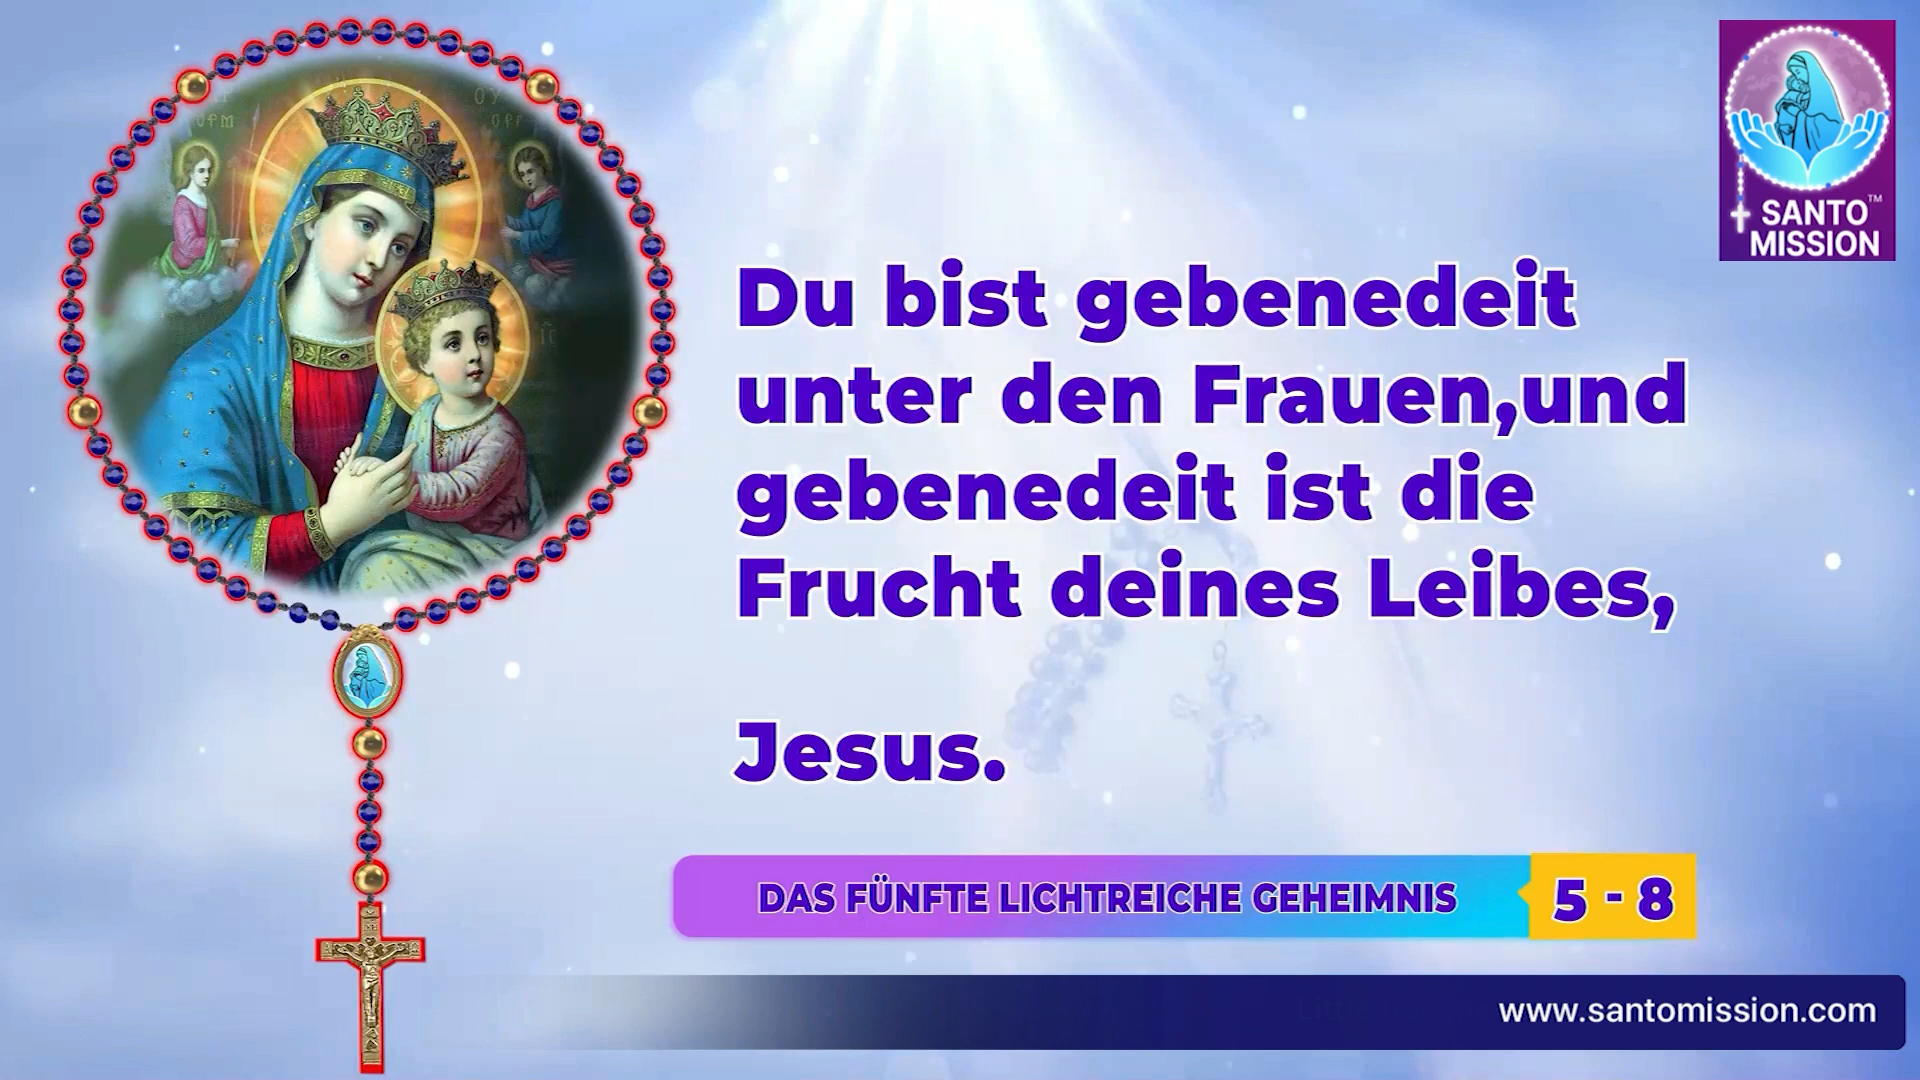 SANTO
MISSION
TM
Du bist gebenedeit
unter den Frauen,und
gebenedeit ist die
Frucht deines Leibes,
Jesus.
DAS FÜNFTE LICHTREICHE GEHEIMNIS
5 - 8
www.santomission.com